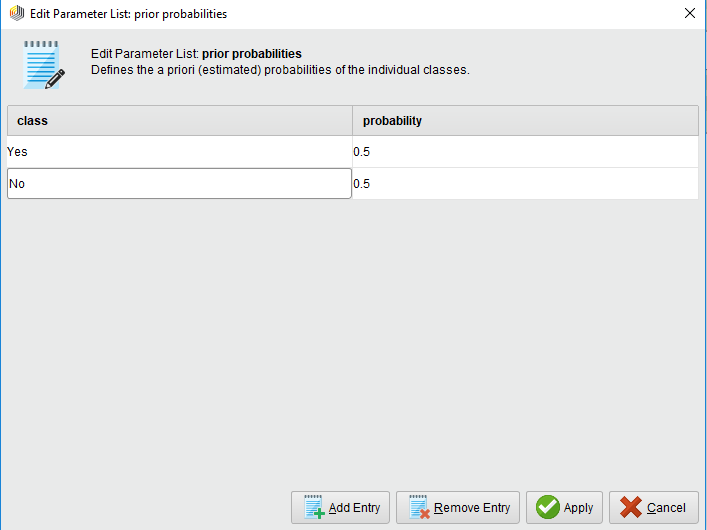 Edit Parameter List: prior probabilities
Edit Parameter List: prior probabilities
Defines the a priori (estimated) probabilities of the individual classes.
class probability
Yes 0.5
No 0.5
Add Entry Remove Entry Apply Cancel